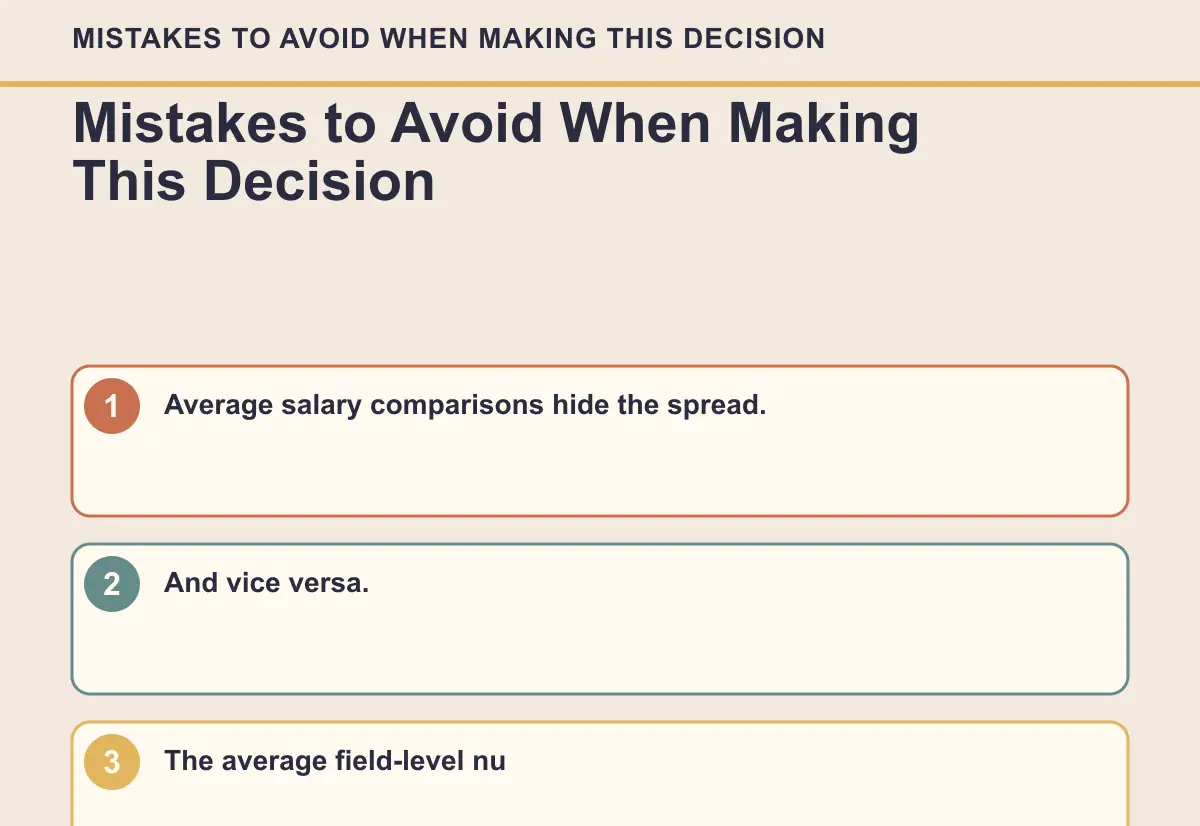 MISTAKES TO AVOID WHEN MAKING THIS DECISION
Mistakes to Avoid When Making
This Decision
1 Average salary comparisons hide the spread.
2 And vice versa.
3 The average field-level nu